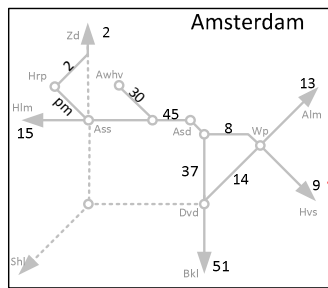 Amsterdam
Zd 2
2
Hrp
Awhv
30
pm
Hlm
15
Ass
45
Asd
8
Wp
13
Alm
37
14
9
Hvs
Dvd
Shl
Bkl 51